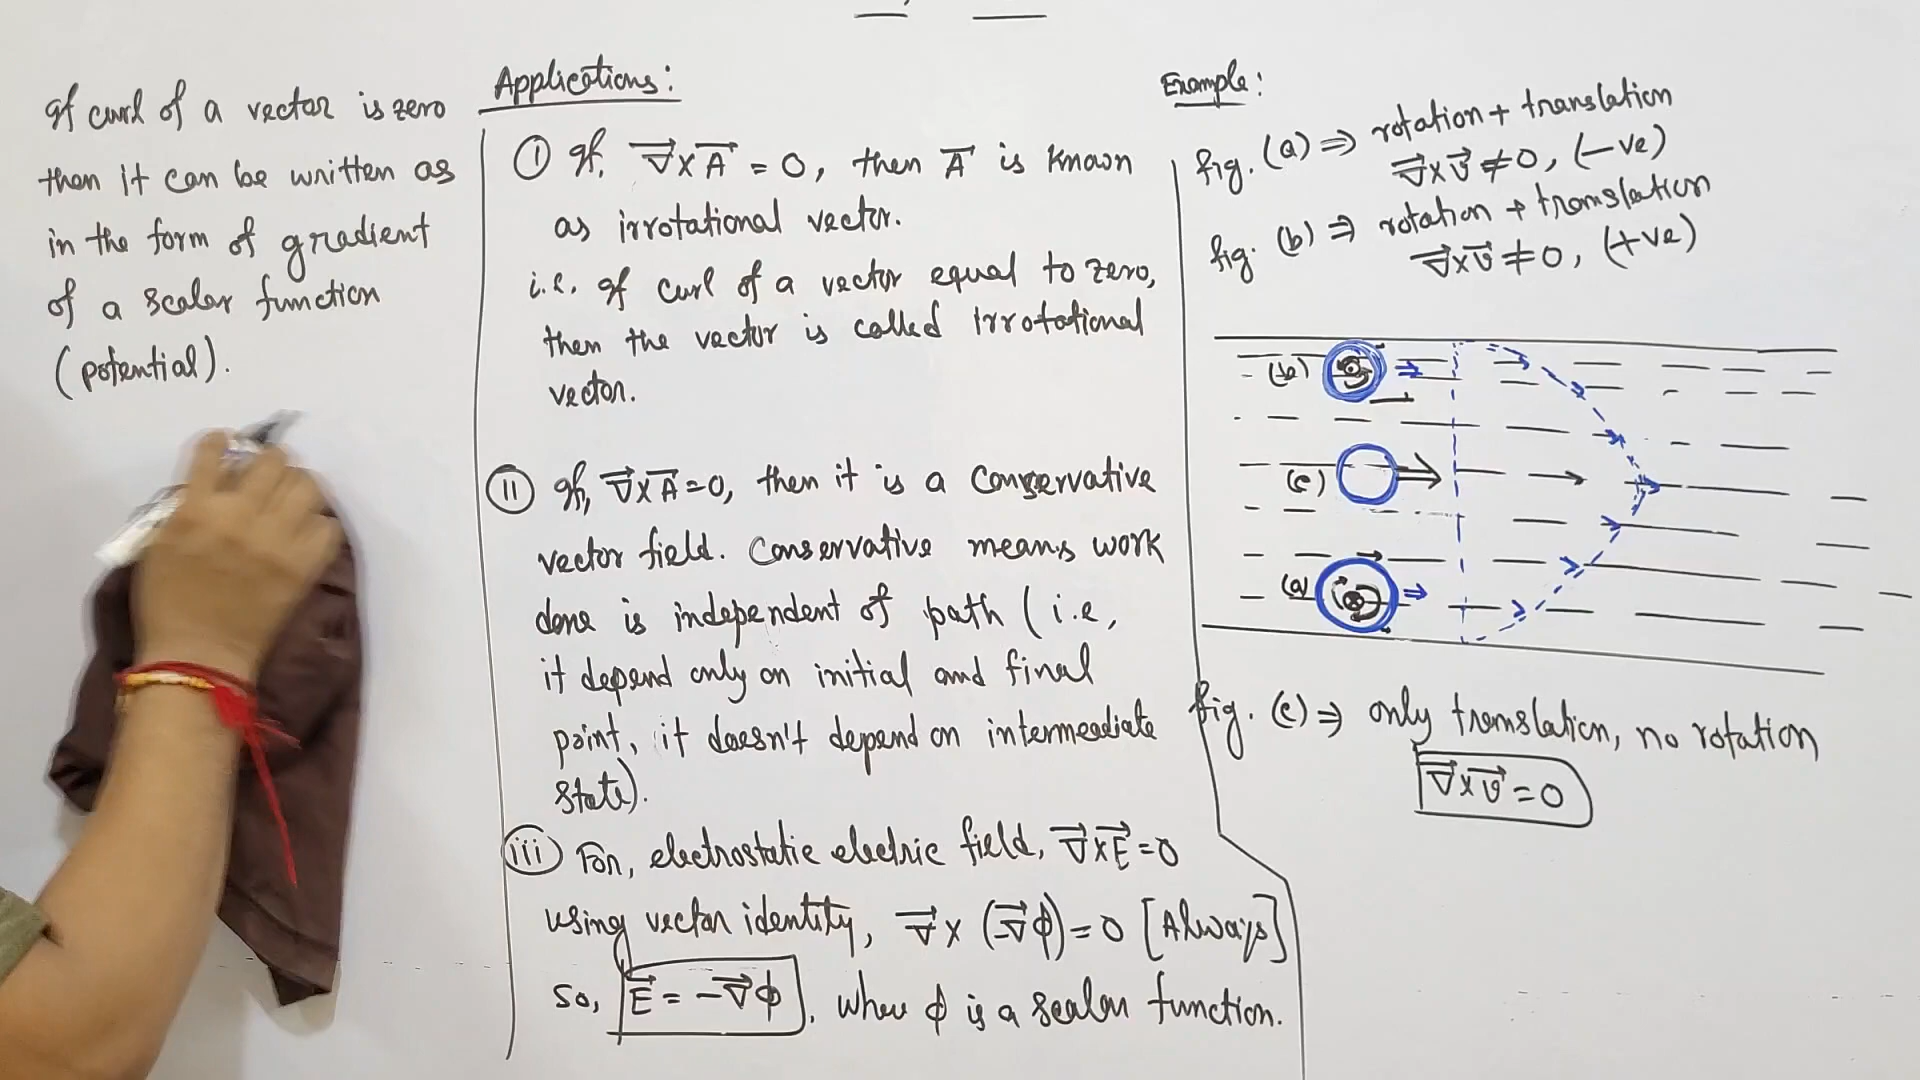 If curl of a vector is zero
then it can be written as
in the form of gradient
of a scalar function
(potential).
Applications:
(i) If, ∇⃗×A⃗ = 0, then A⃗ is known
as irrotational vector.
i.e. If curl of a vector equal to zero,
then the vector is called Irrotational
vector.
(ii) If, ∇⃗×A⃗=0, then it is a Conservative
vector field. Conservative means work
done is independent of path (i.e,
it depend only on initial and final
point, it doesn't depend on intermediate
state).
(iii) For, electrostatic electric field, ∇⃗×E⃗=0
using vector identity, ∇⃗×(-∇⃗ϕ)=0 [Always]
so, E⃗ = -∇⃗ϕ, where ϕ is a scalar function.
Example:
fig. (a) ⇒ rotation + translation
∇⃗×v⃗ ≠ 0, (-ve)
fig. (b) ⇒ rotation + translation
∇⃗×v⃗ ≠ 0, (+ve)
(b)
(c)
(a)
fig. (c) ⇒ only translation, no rotation
∇⃗×v⃗ = 0